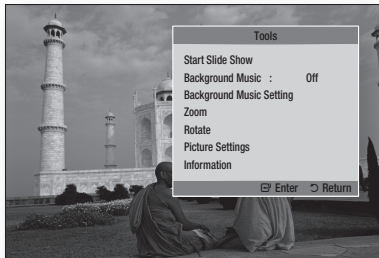 Tools
Start Slide Show
Background Music : Off
Background Music Setting
Zoom
Rotate
Picture Settings
Information
Enter Return